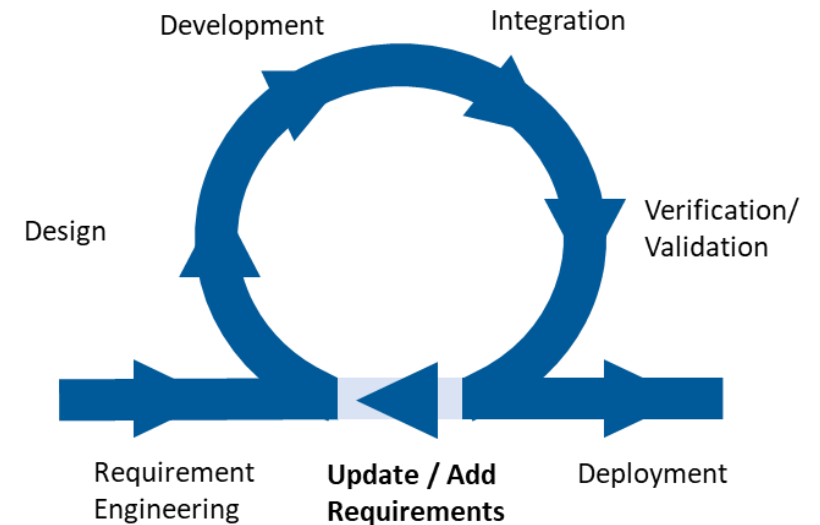 Development
Integration
Design
Verification/
Validation
Requirement
Engineering
Update / Add
Requirements
Deployment